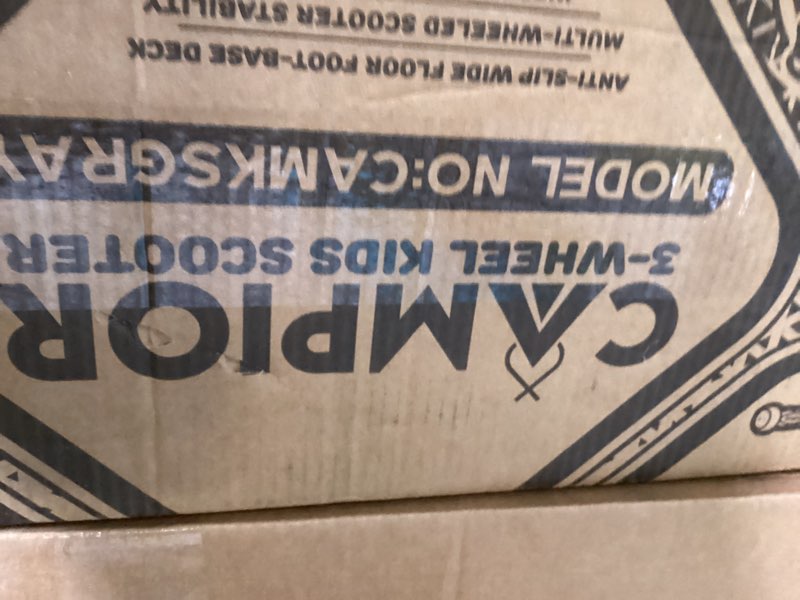 CAMPIOR
3-WHEEL KIDS SCOOTER
MODEL NO:CAMKSGRAY
ANTI-SLIP WIDE FLOOR FOOT-BASE DECK
MULTI-WHEELED SCOOTER STABILITY